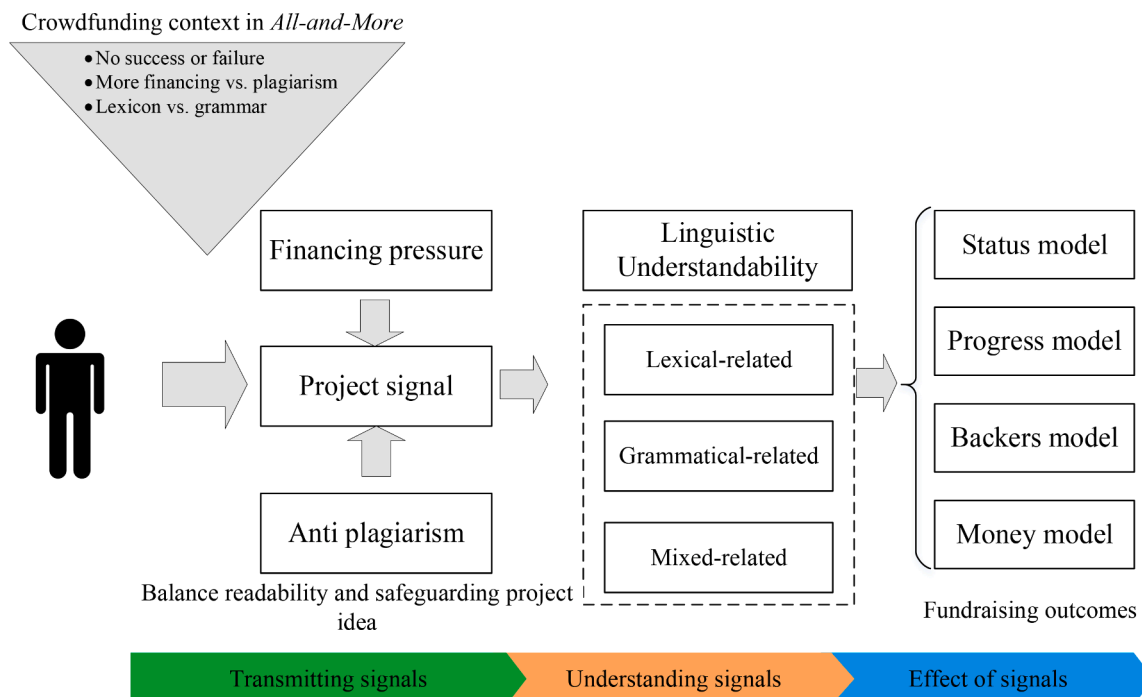 Crowdfunding context in All-and-More
•No success or failure
•More financing vs. plagiarism
•Lexicon vs. grammar
Financing pressure
Project signal
Anti plagiarism
Balance readability and safeguarding project
idea
Linguistic
Understandability
Lexical-related
Grammatical-related
Mixed-related
Status model
Progress model
Backers model
Money model
Fundraising outcomes
Transmitting signals
Understanding signals
Effect of signals